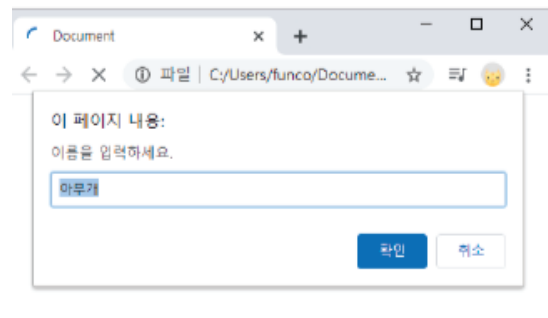 Document
파일 | C:/Users/funco/Docume...
이 페이지 내용:
이름을 입력하세요.
아무개
확인 취소